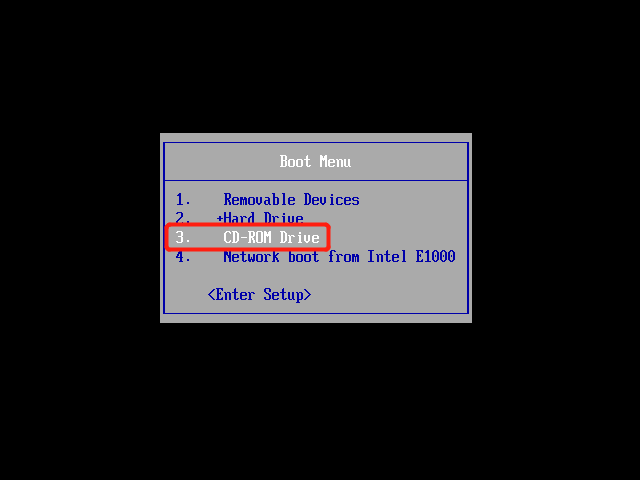 Boot Menu
1. Removable Devices
2. +Hard Drive
3. CD-ROM Drive
4. Network boot from Intel E1000
<Enter Setup>